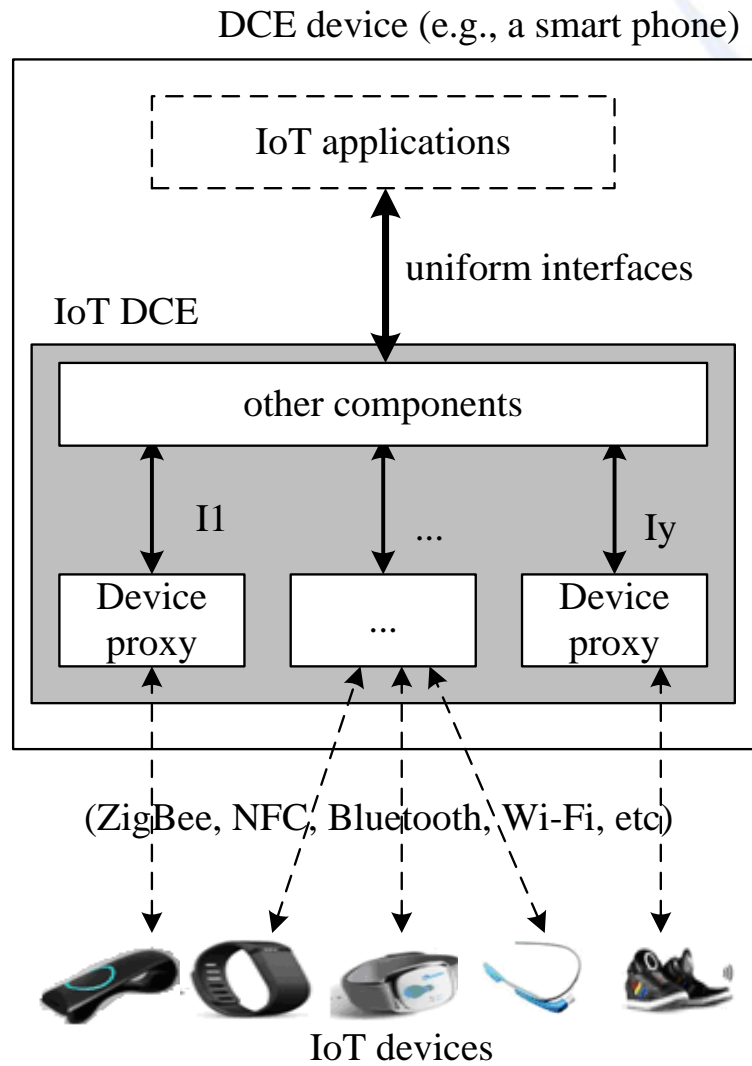 DCE device (e.g., a smart phone)
IoT applications
uniform interfaces
IoT DCE
other components
I1
...
Iy
Device
proxy
...
Device
proxy
(ZigBee, NFC, Bluetooth, Wi-Fi, etc)
IoT devices